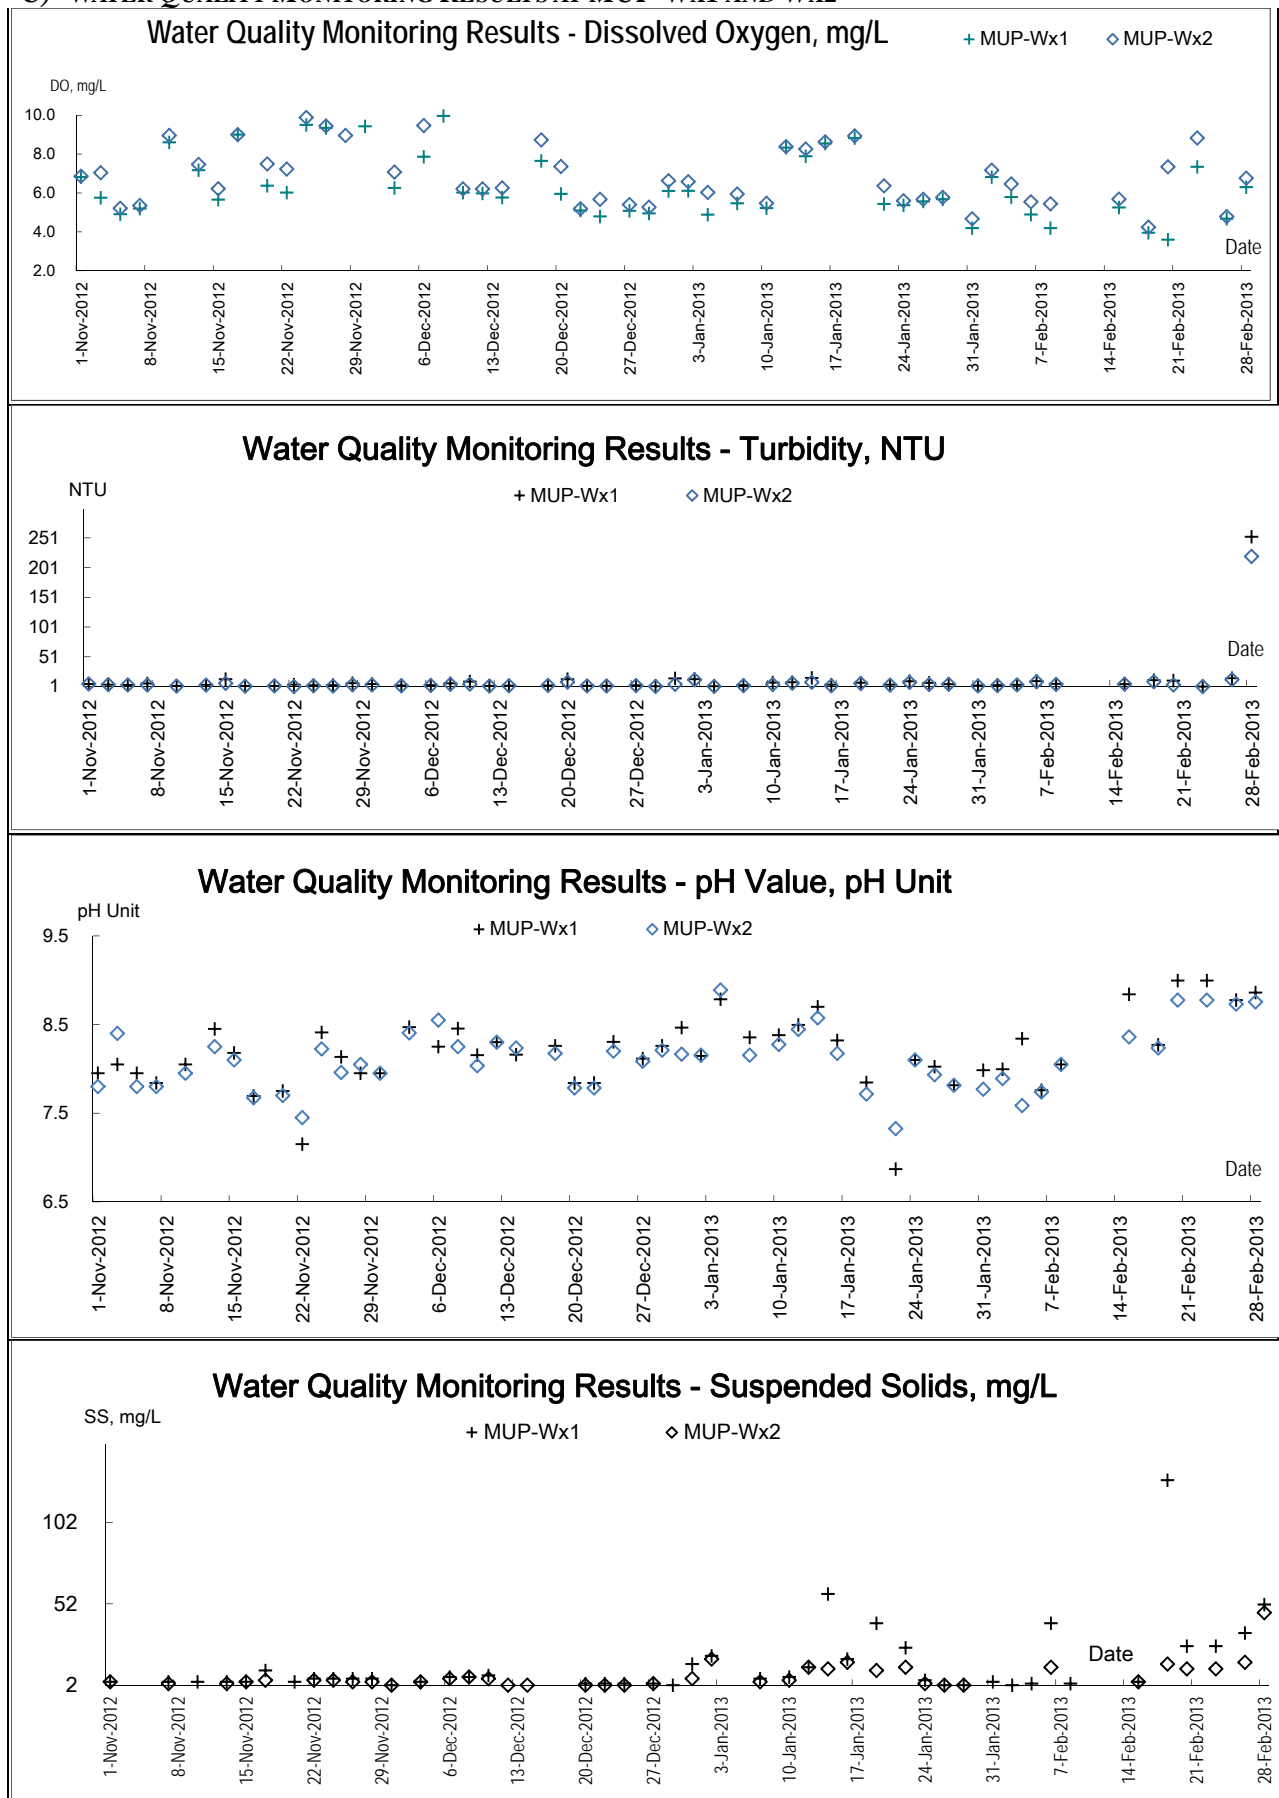 C) WATER QUALITY MONITORING RESULTS AT MUP-WX1 AND WX2
Water Quality Monitoring Results - Dissolved Oxygen, mg/L
MUP-Wx1
MUP-Wx2
DO, mg/L
10.0
8.0
6.0
4.0
2.0
Date
1-Nov-2012
8-Nov-2012
15-Nov-2012
22-Nov-2012
29-Nov-2012
6-Dec-2012
13-Dec-2012
20-Dec-2012
27-Dec-2012
3-Jan-2013
10-Jan-2013
17-Jan-2013
24-Jan-2013
31-Jan-2013
7-Feb-2013
14-Feb-2013
21-Feb-2013
28-Feb-2013
Water Quality Monitoring Results - Turbidity, NTU
NTU
MUP-Wx1
MUP-Wx2
251
201
151
101
51
1
Date
1-Nov-2012
8-Nov-2012
15-Nov-2012
22-Nov-2012
29-Nov-2012
6-Dec-2012
13-Dec-2012
20-Dec-2012
27-Dec-2012
3-Jan-2013
10-Jan-2013
17-Jan-2013
24-Jan-2013
31-Jan-2013
7-Feb-2013
14-Feb-2013
21-Feb-2013
28-Feb-2013
Water Quality Monitoring Results - pH Value, pH Unit
pH Unit
MUP-Wx1
MUP-Wx2
9.5
8.5
7.5
6.5
Date
1-Nov-2012
8-Nov-2012
15-Nov-2012
22-Nov-2012
29-Nov-2012
6-Dec-2012
13-Dec-2012
20-Dec-2012
27-Dec-2012
3-Jan-2013
10-Jan-2013
17-Jan-2013
24-Jan-2013
31-Jan-2013
7-Feb-2013
14-Feb-2013
21-Feb-2013
28-Feb-2013
Water Quality Monitoring Results - Suspended Solids, mg/L
SS, mg/L
MUP-Wx1
MUP-Wx2
102
52
2
Date
1-Nov-2012
8-Nov-2012
15-Nov-2012
22-Nov-2012
29-Nov-2012
6-Dec-2012
13-Dec-2012
20-Dec-2012
27-Dec-2012
3-Jan-2013
10-Jan-2013
17-Jan-2013
24-Jan-2013
31-Jan-2013
7-Feb-2013
14-Feb-2013
21-Feb-2013
28-Feb-2013